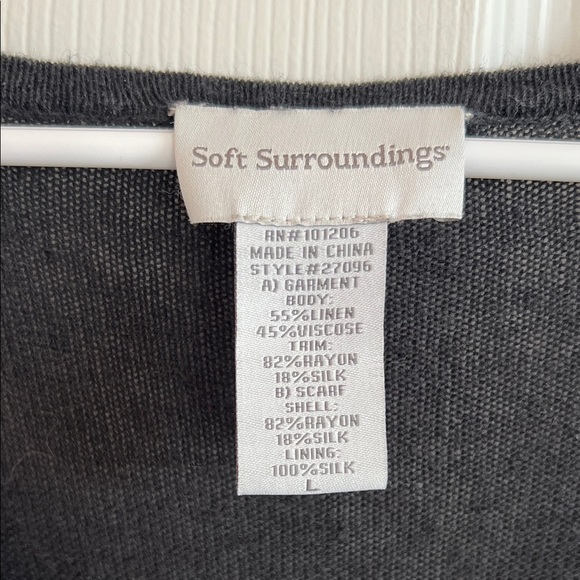 Soft Surroundings
RN#101206
MADE IN CHINA
STYLE#27096
A) GARMENT
BODY:
55%LINEN
45%VISCOSE
TRIM:
82%RAYON
18%SILK
B) SCARF
SHELL:
82%RAYON
18%SILK
LINING:
100%SILK
L